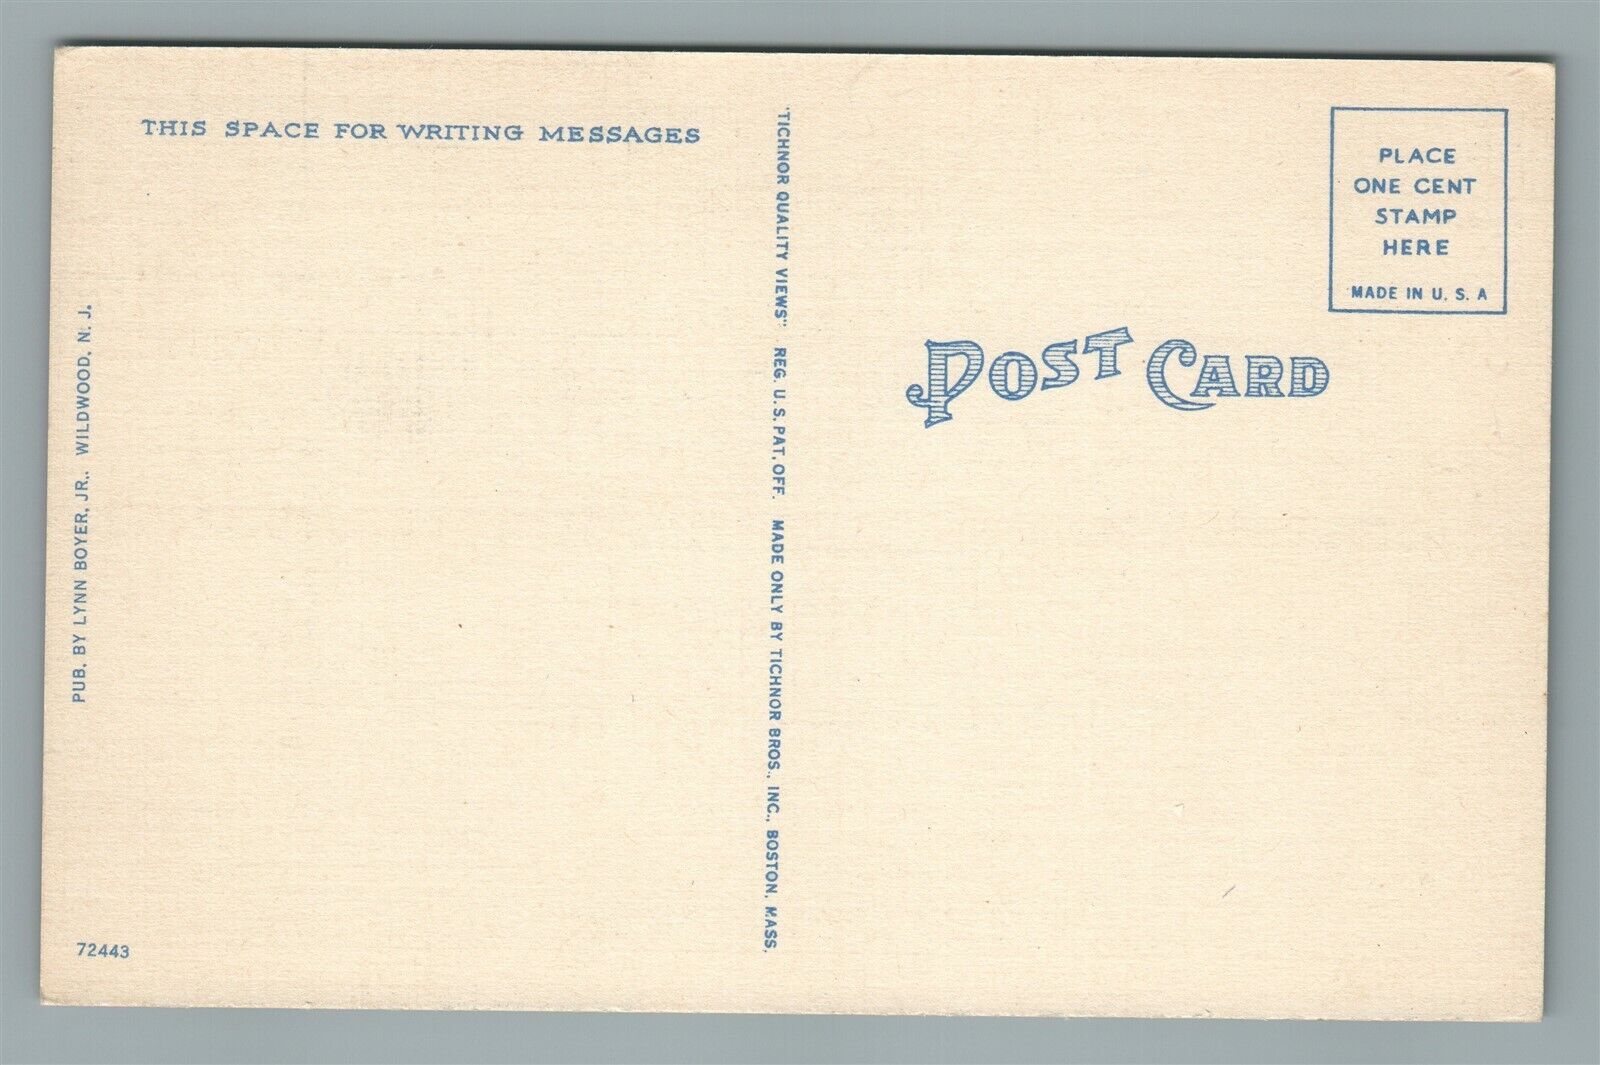 THIS SPACE FOR WRITING MESSAGES
PUB. BY LYNN BOYER, JR., WILDWOOD, N. J.
72443
"TICHNOR QUALITY VIEWS" REG. U. S. PAT. OFF. MADE ONLY BY TICHNOR BROS., INC., BOSTON, MASS.
POST CARD
PLACE
ONE CENT
STAMP
HERE
MADE IN U. S. A